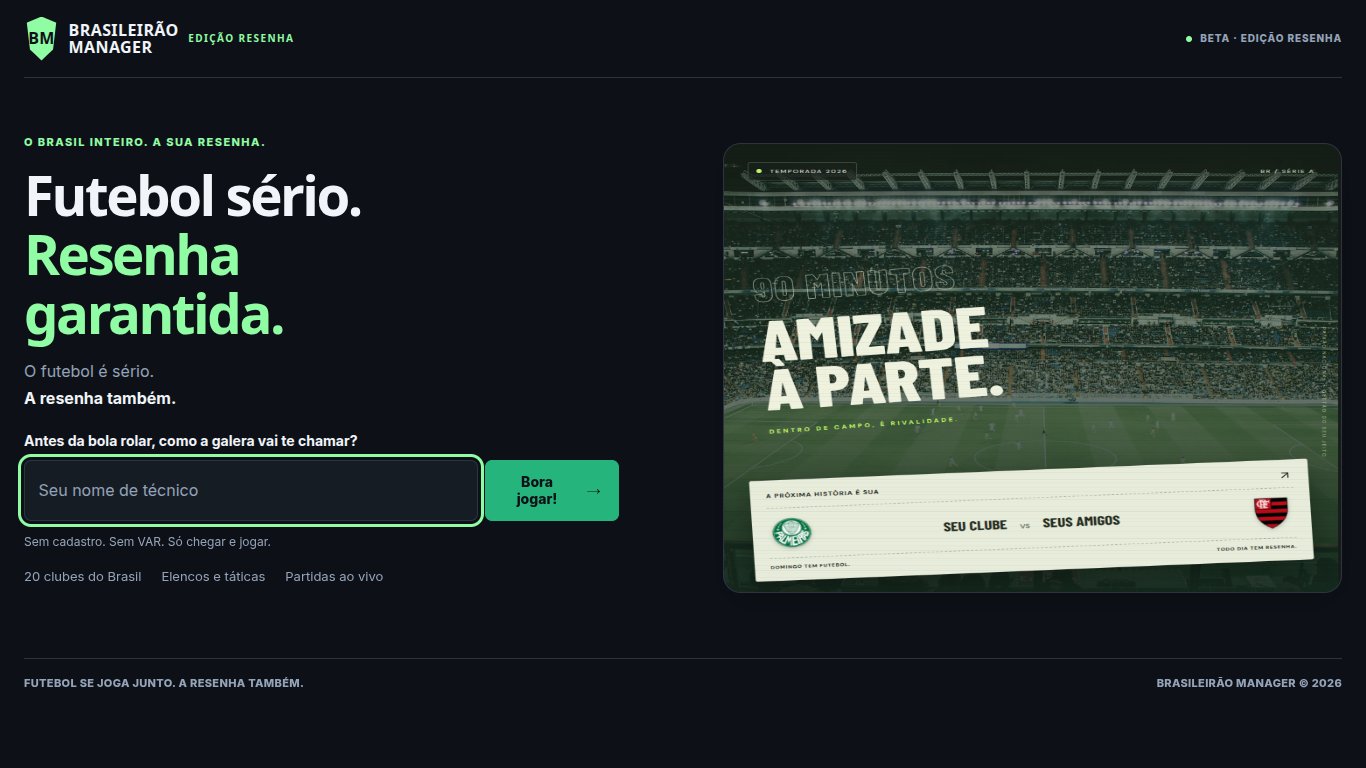 BM
BRASILEIRÃO
MANAGER
EDIÇÃO RESENHA
BETA · EDIÇÃO RESENHA
O BRASIL INTEIRO. A SUA RESENHA.
Futebol sério.
Resenha
garantida.
O futebol é sério.
A resenha também.
Antes da bola rolar, como a galera vai te chamar?
Seu nome de técnico
Bora
jogar! →
Sem cadastro. Sem VAR. Só chegar e jogar.
20 clubes do Brasil Elencos e táticas Partidas ao vivo
TEMPORADA 2026
BR / SÉRIE A
90 MINUTOS
AMIZADE
À PARTE.
DENTRO DE CAMPO, É RIVALIDADE.
A PRÓXIMA HISTÓRIA É SUA
PALMEIRAS
SEU CLUBE VS SEUS AMIGOS
DOMINGO TEM FUTEBOL.
TODO DIA TEM RESENHA.
FUTEBOL SE JOGA JUNTO. A RESENHA TAMBÉM.
BRASILEIRÃO MANAGER © 2026